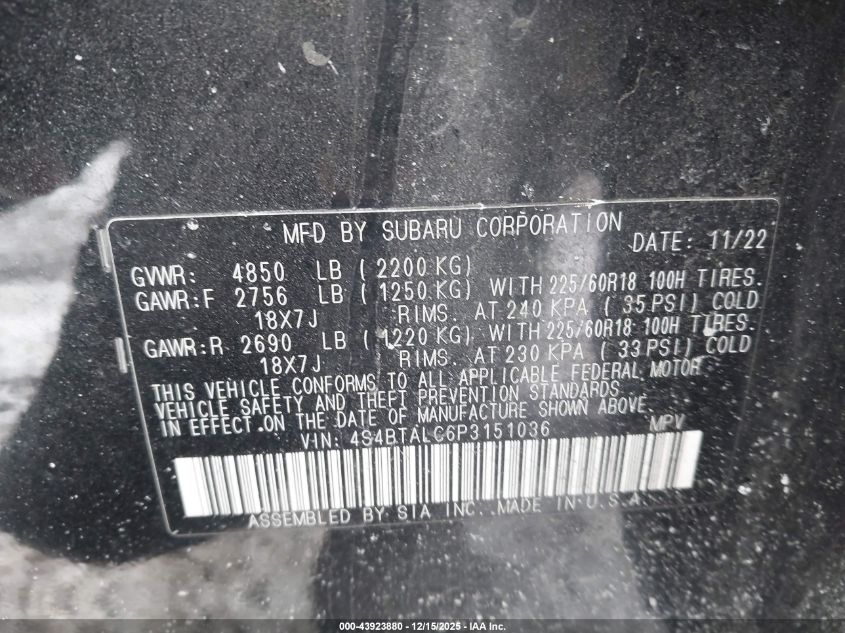 MFD BY SUBARU CORPORATION DATE: 11/22
GVWR: 4850 LB ( 2200 KG)
GAWR:F 2756 LB ( 1250 KG) WITH 225/60R18 100H TIRES.
18X7J RIMS. AT 240 KPA ( 35 PSI) COLD
GAWR:R 2690 LB ( 1220 KG) WITH 225/60R18 100H TIRES.
18X7J RIMS. AT 230 KPA ( 33 PSI) COLD
THIS VEHICLE CONFORMS TO ALL APPLICABLE FEDERAL MOTOR
VEHICLE SAFETY AND THEFT PREVENTION STANDARDS
IN EFFECT ON THE DATE OF MANUFACTURE SHOWN ABOVE
VIN: 4S4BTALC6P3151036 MPV
ASSEMBLED BY SIA INC. MADE IN U.S.A.
000-43923880 - 12/15/2025 - IAA Inc.